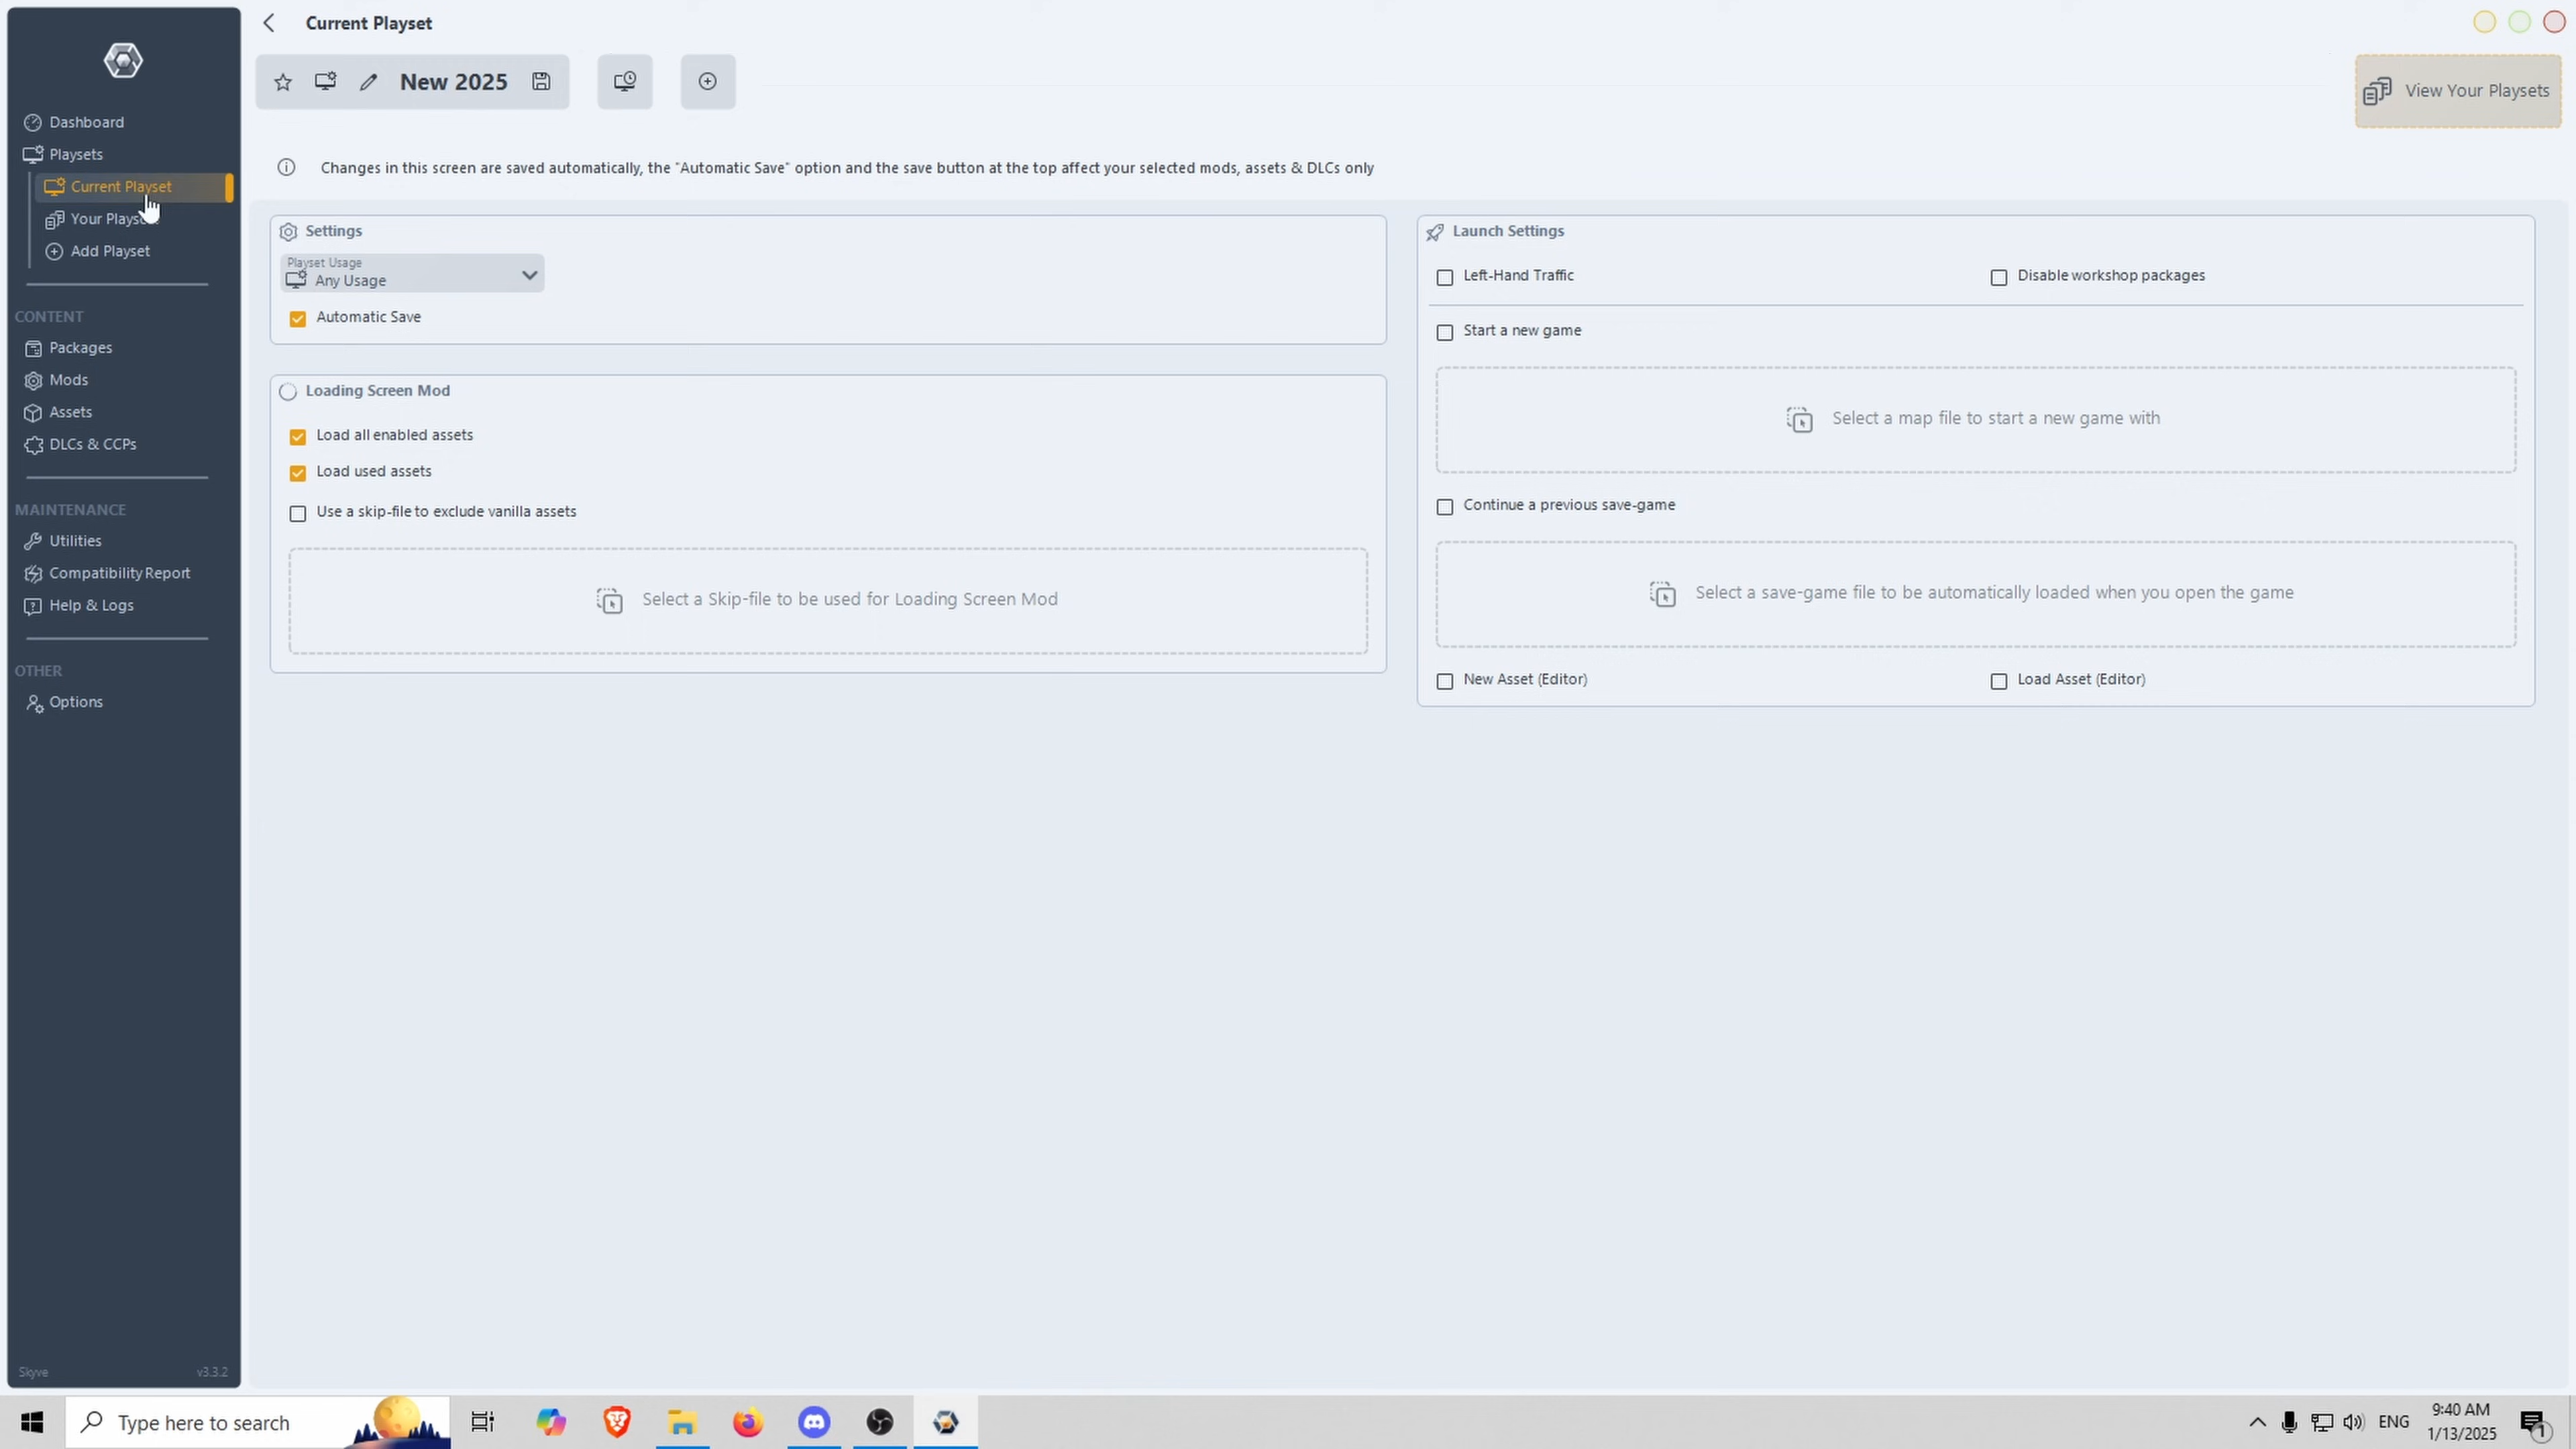 Current Playset
New 2025
View Your Playsets
Dashboard
Playsets
Current Playset
Your
Add Playset
CONTENT
Packages
Mods
Assets
DLCs & CCPs
MAINTENANCE
Utilities
Compatibility Report
Help & Logs
OTHER
Options
Skyve v3.3.2
Changes in this screen are saved automatically, the "Automatic Save" option and the save button at the top affect your selected mods, assets & DLCs only
Settings
Playset Usage
Any Usage
Automatic Save
Loading Screen Mod
Load all enabled assets
Load used assets
Use a skip-file to exclude vanilla assets
Select a Skip-file to be used for Loading Screen Mod
Launch Settings
Left-Hand Traffic
Disable workshop packages
Start a new game
Select a map file to start a new game with
Continue a previous save-game
Select a save-game file to be automatically loaded when you open the game
New Asset (Editor)
Load Asset (Editor)
Type here to search
ENG
9:40 AM
1/13/2025
1